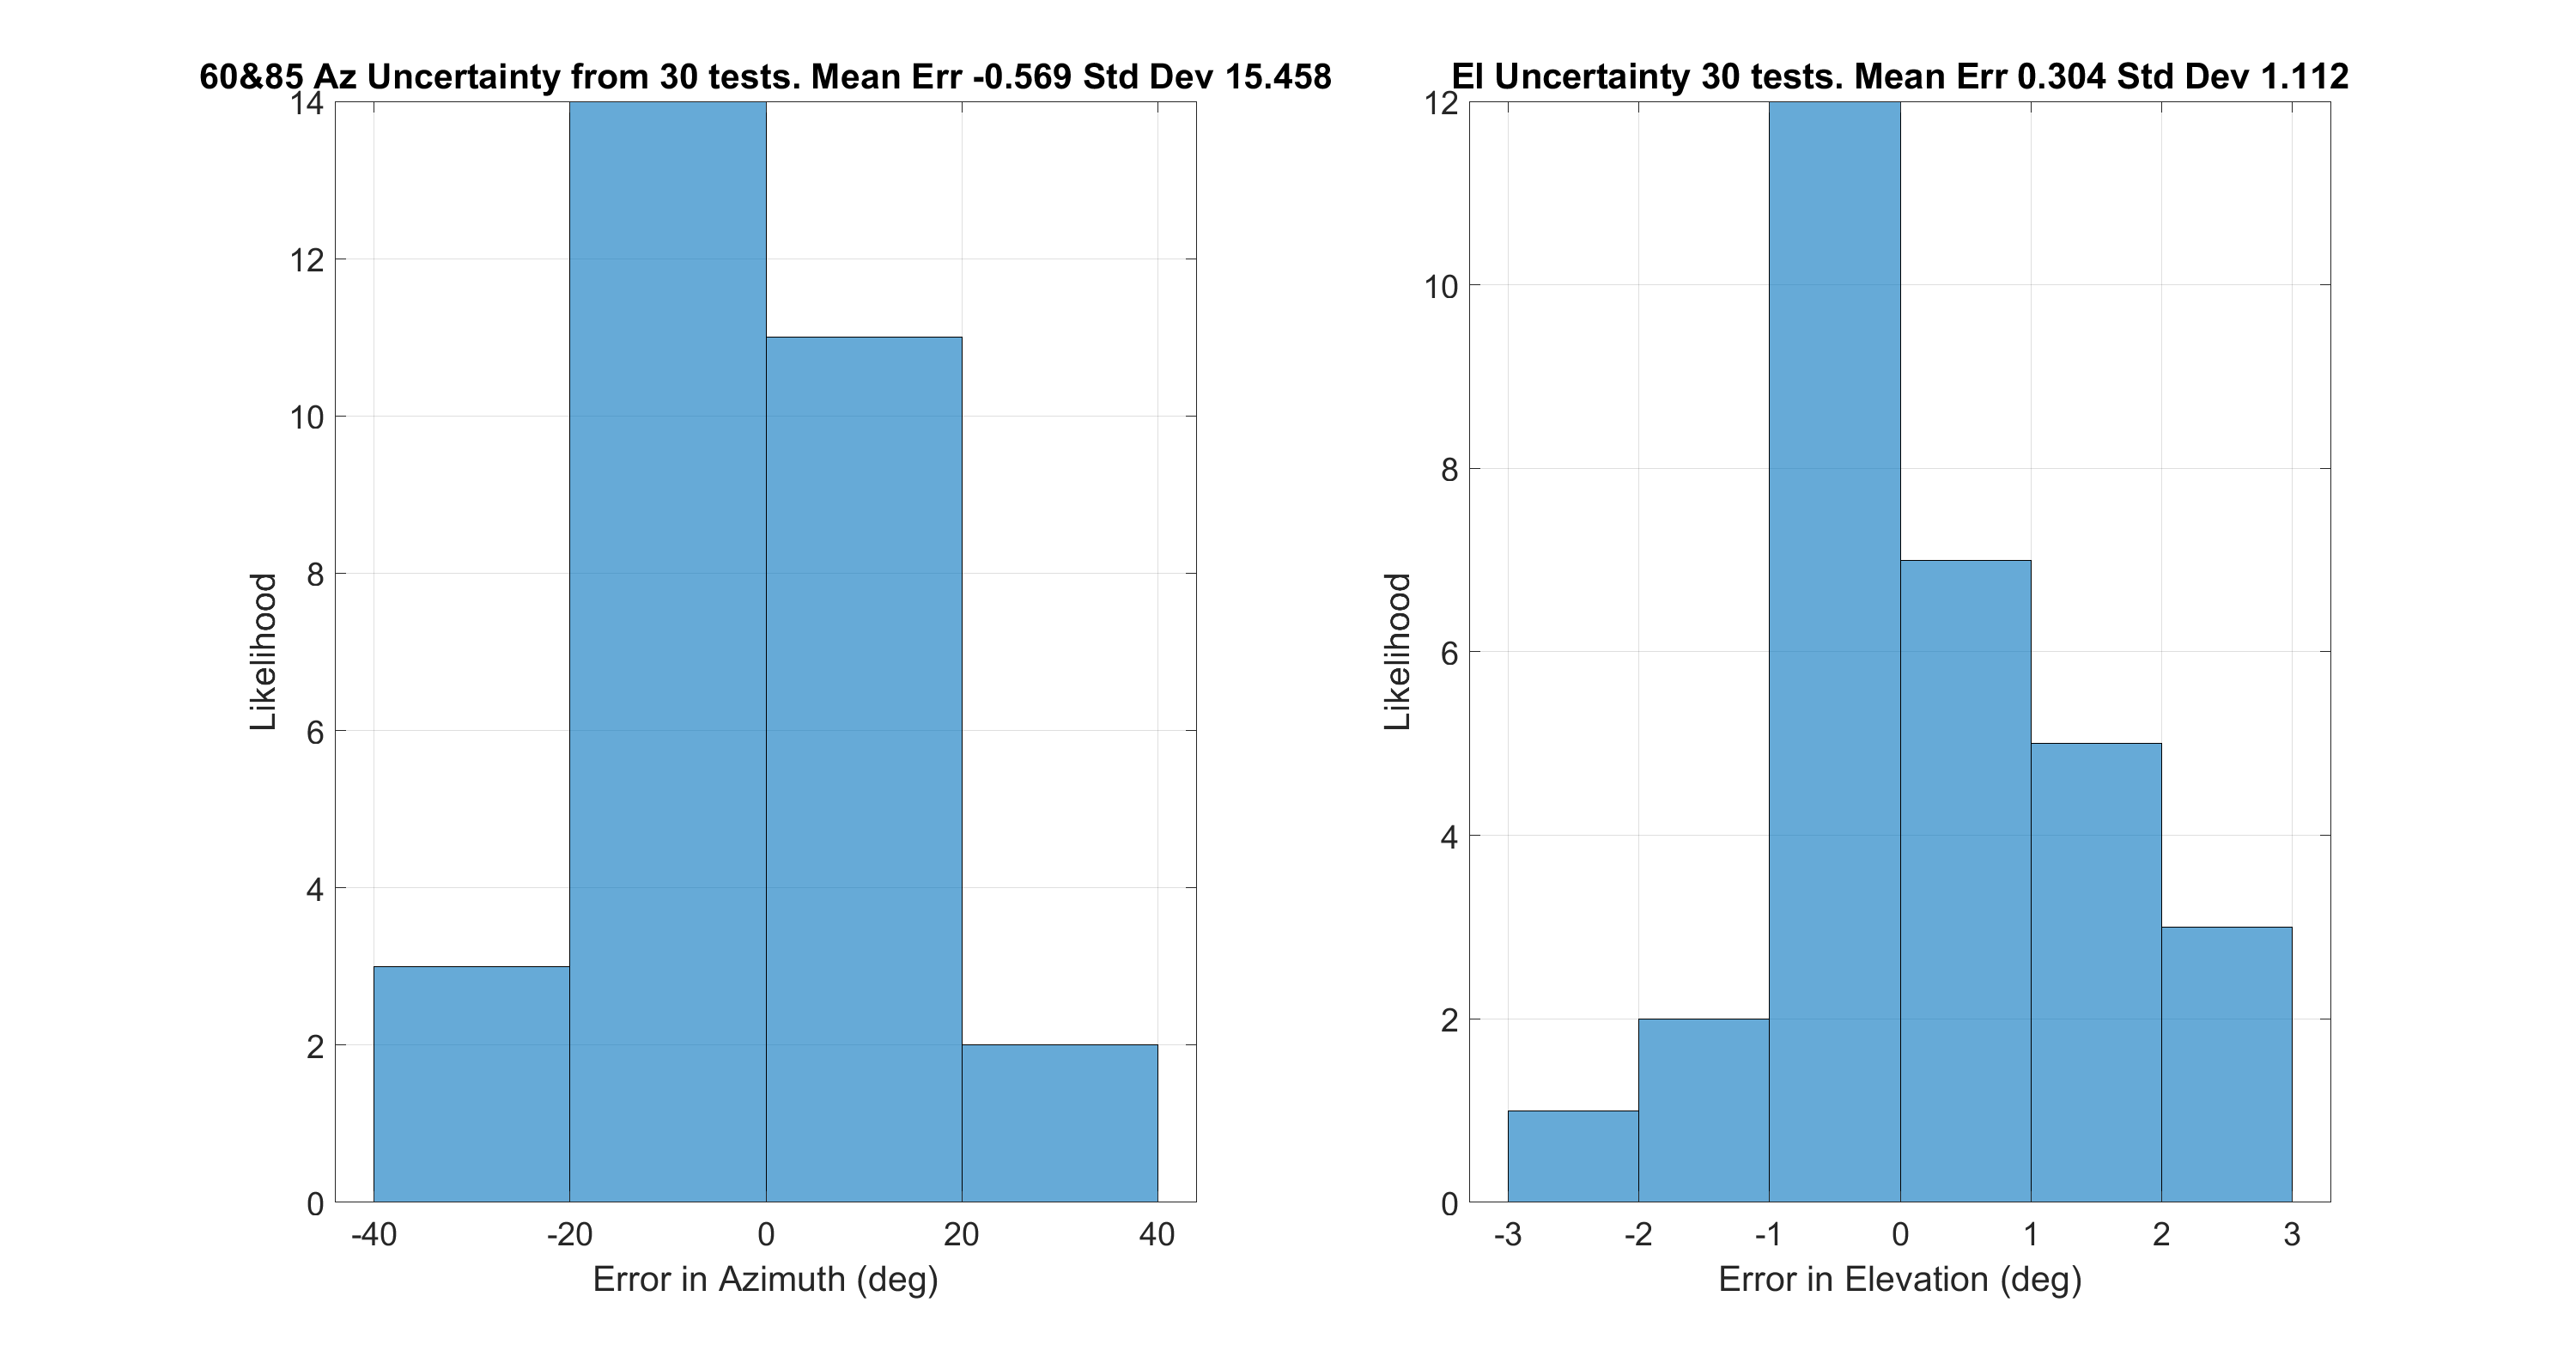 60&85 Az Uncertainty from 30 tests. Mean Err -0.569 Std Dev 15.458
14
12
10
8
6
4
2
0
Likelihood
-40 -20 0 20 40
Error in Azimuth (deg)
El Uncertainty 30 tests. Mean Err 0.304 Std Dev 1.112
12
10
8
6
4
2
0
Likelihood
-3 -2 -1 0 1 2 3
Error in Elevation (deg)